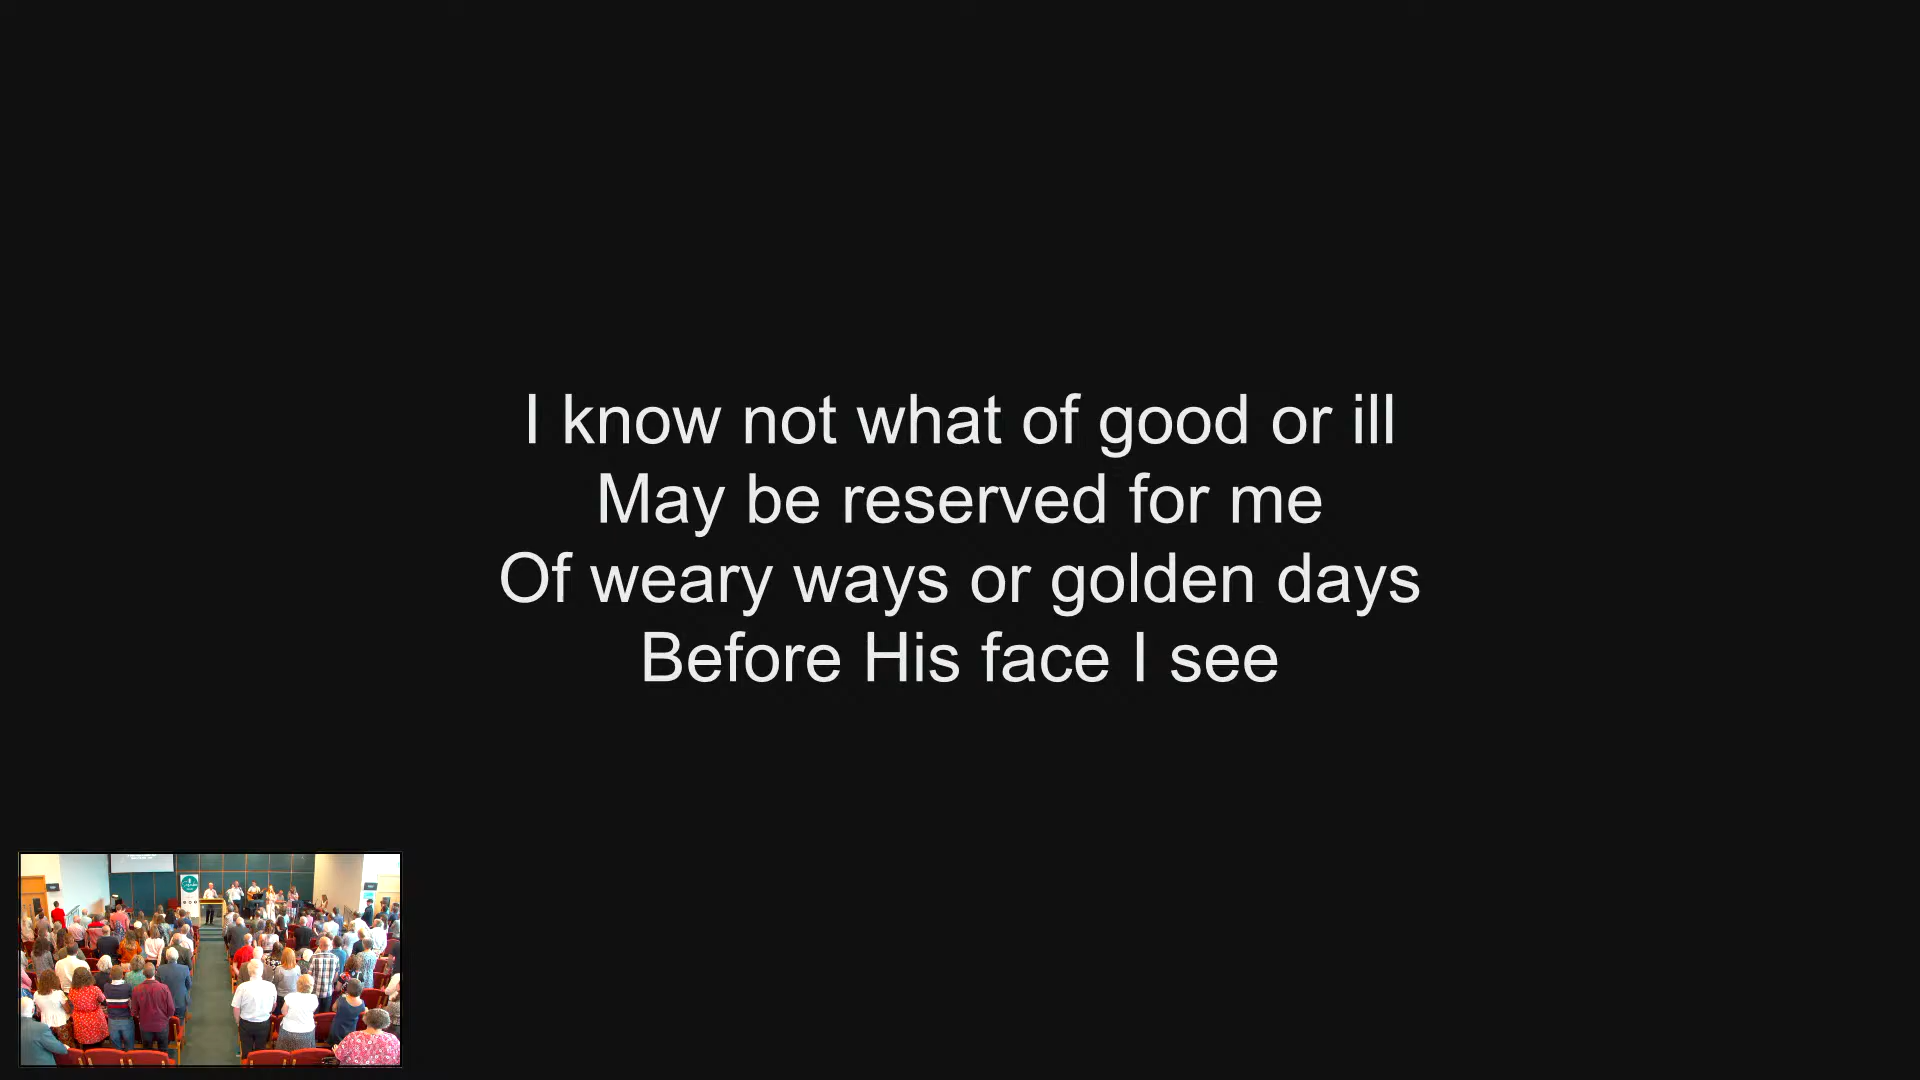 I know not what of good or ill
May be reserved for me
Of weary ways or golden days
Before His face I see